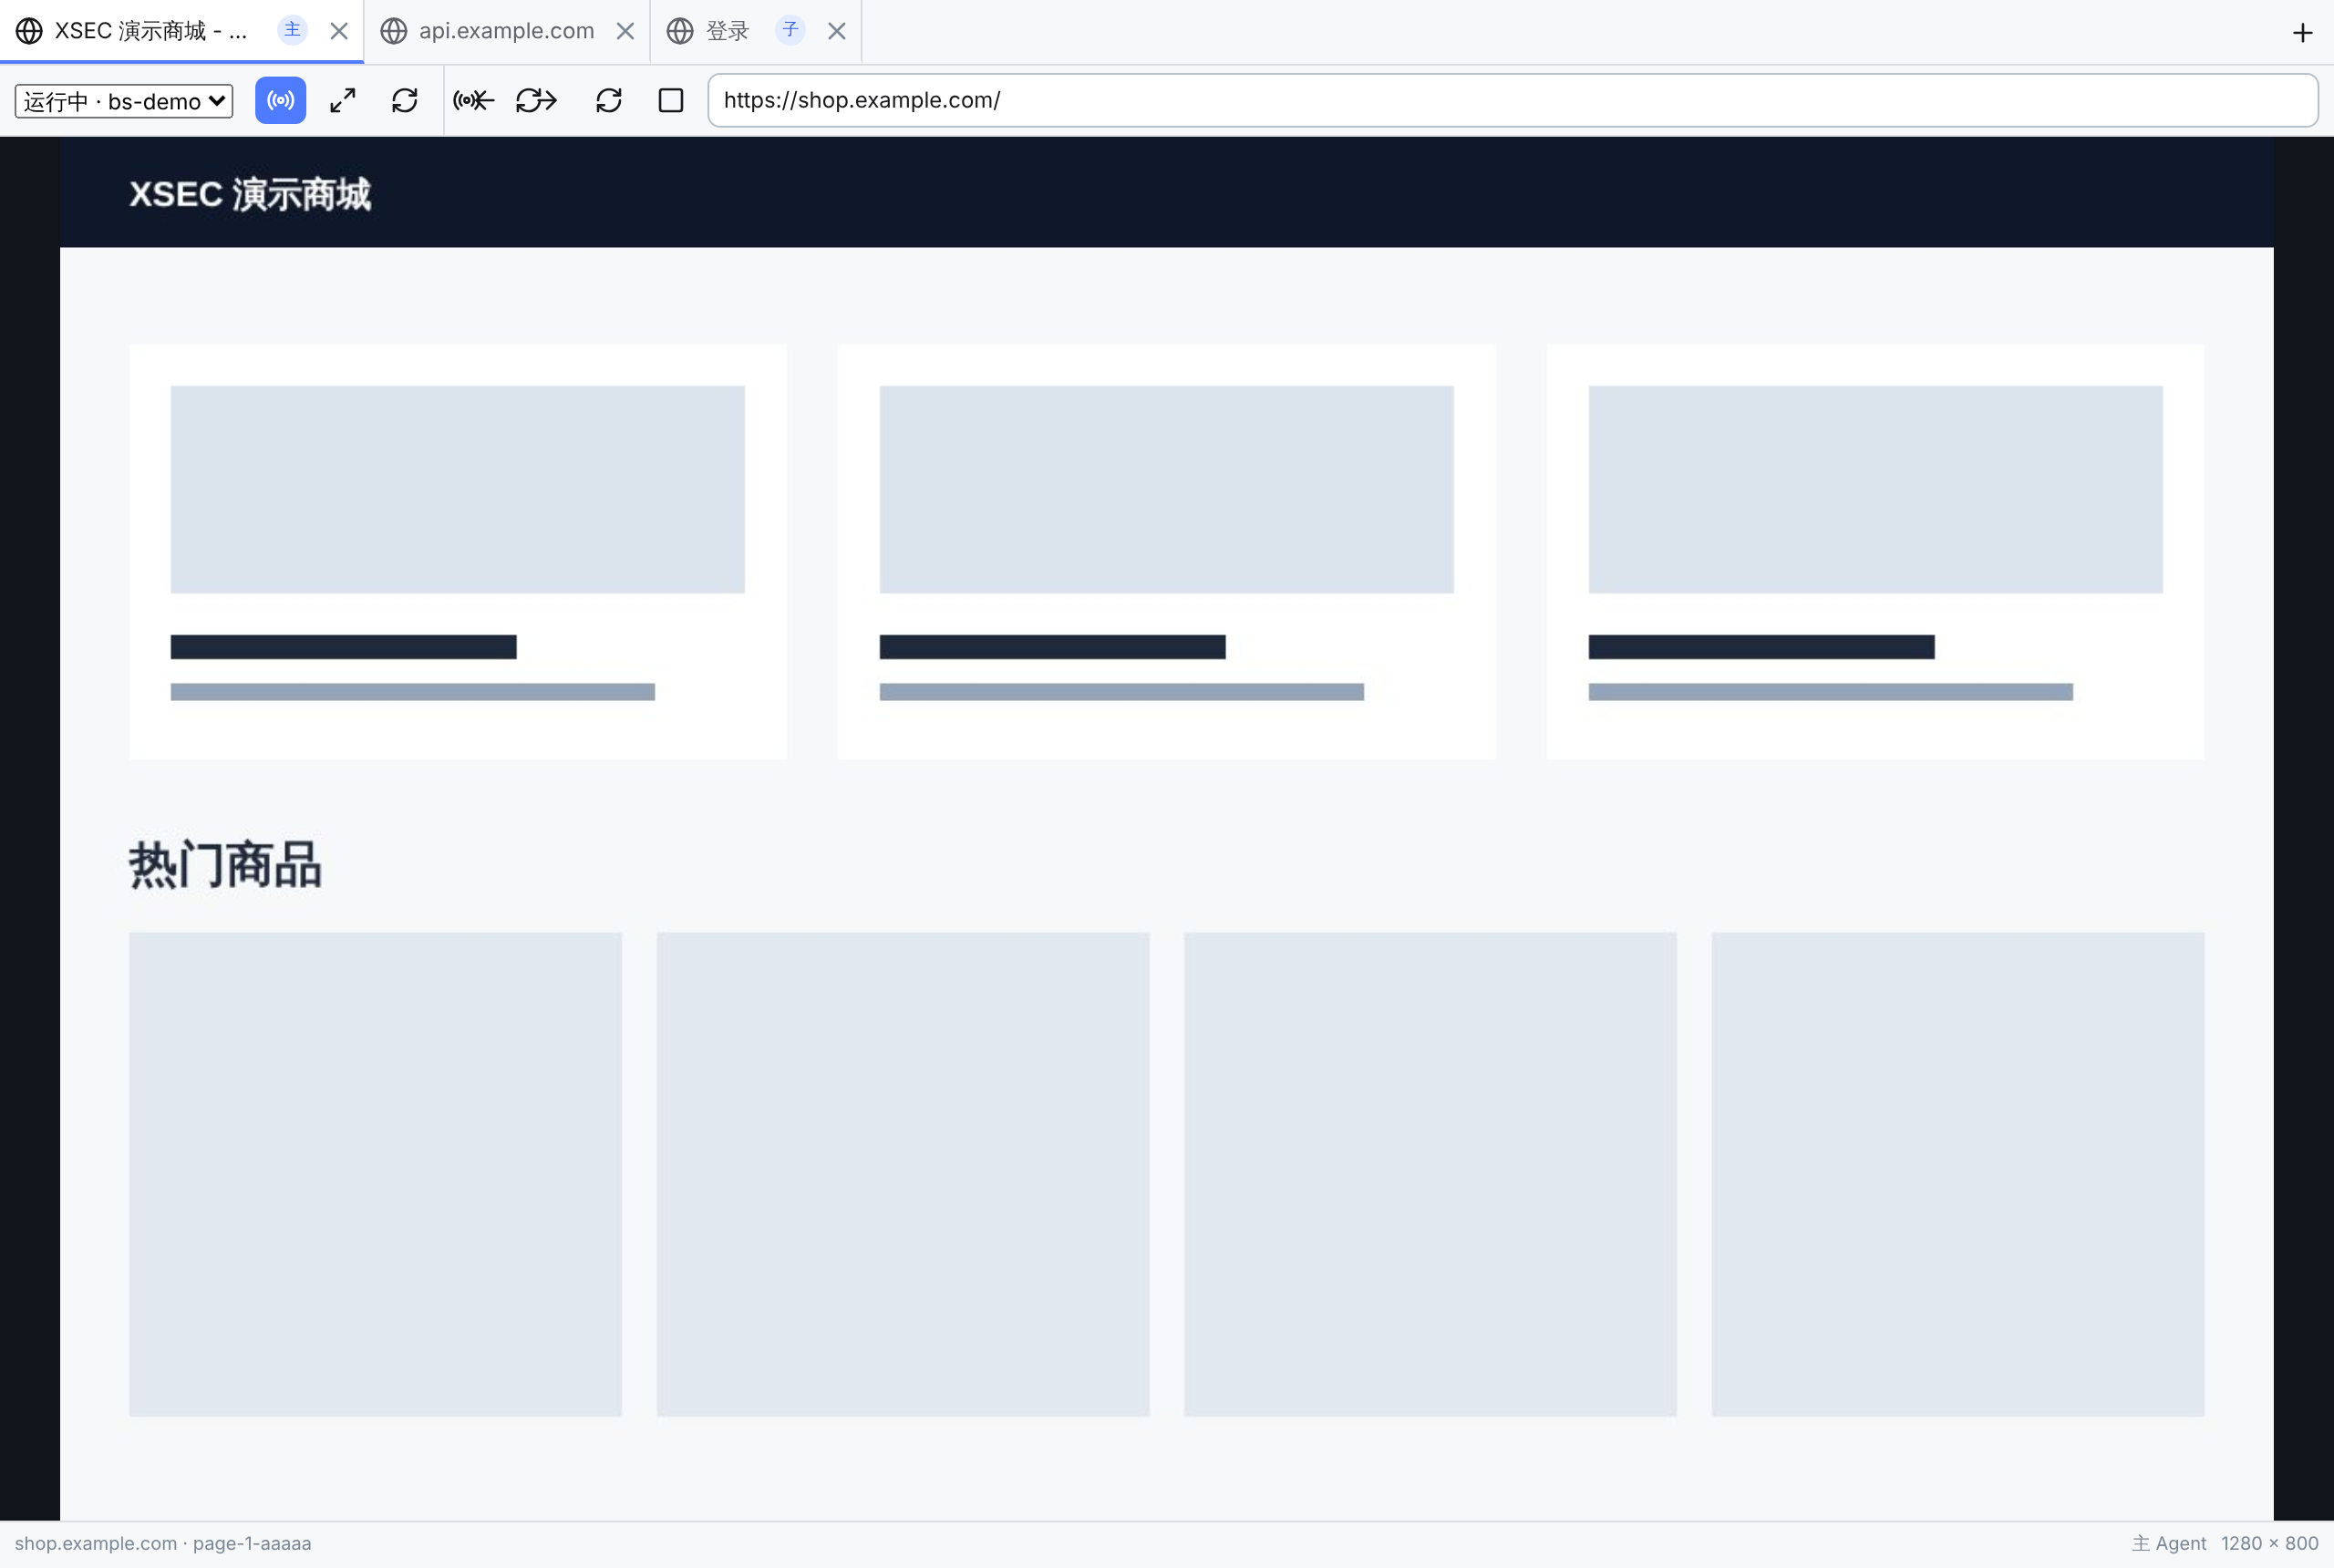 XSEC 演示商城 - ... 主
api.example.com
登录 子
运行中 · bs-demo
https://shop.example.com/
XSEC 演示商城
热门商品
shop.example.com · page-1-aaaaa
主 Agent 1280 × 800